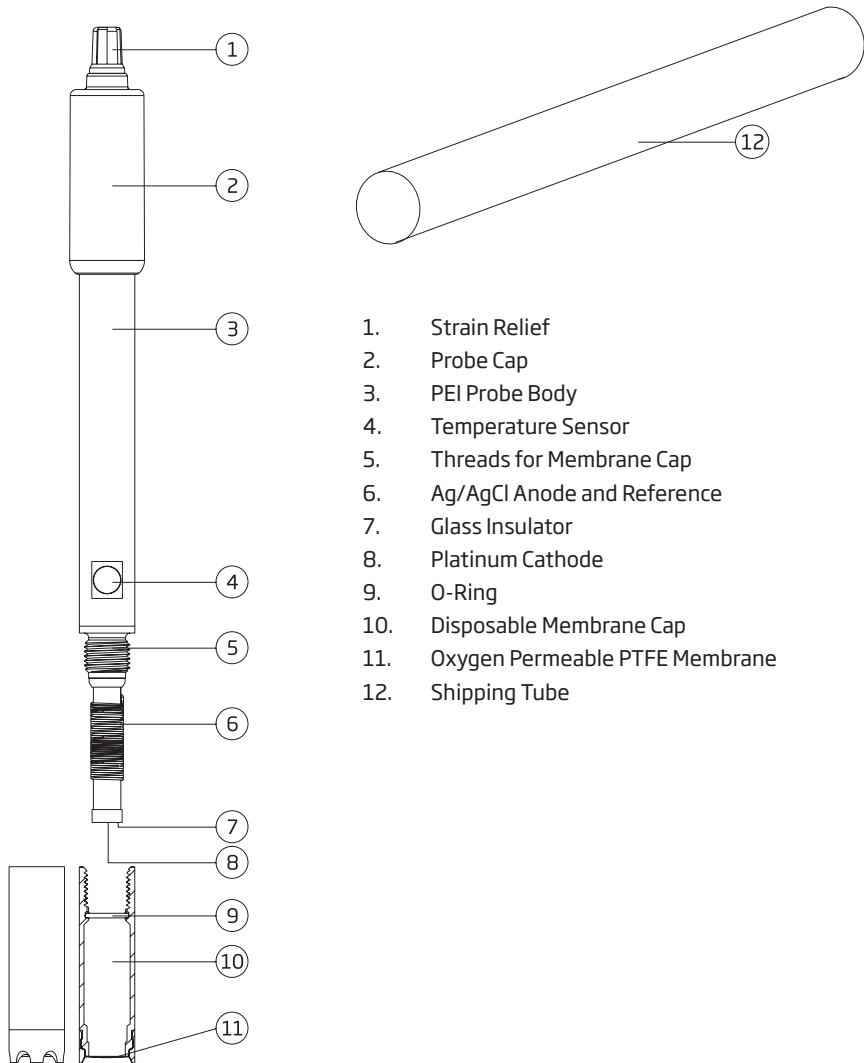 1
2
3
4
5
6
7
8
9
10
11
12
1. Strain Relief
2. Probe Cap
3. PEI Probe Body
4. Temperature Sensor
5. Threads for Membrane Cap
6. Ag/AgCl Anode and Reference
7. Glass Insulator
8. Platinum Cathode
9. O-Ring
10. Disposable Membrane Cap
11. Oxygen Permeable PTFE Membrane
12. Shipping Tube